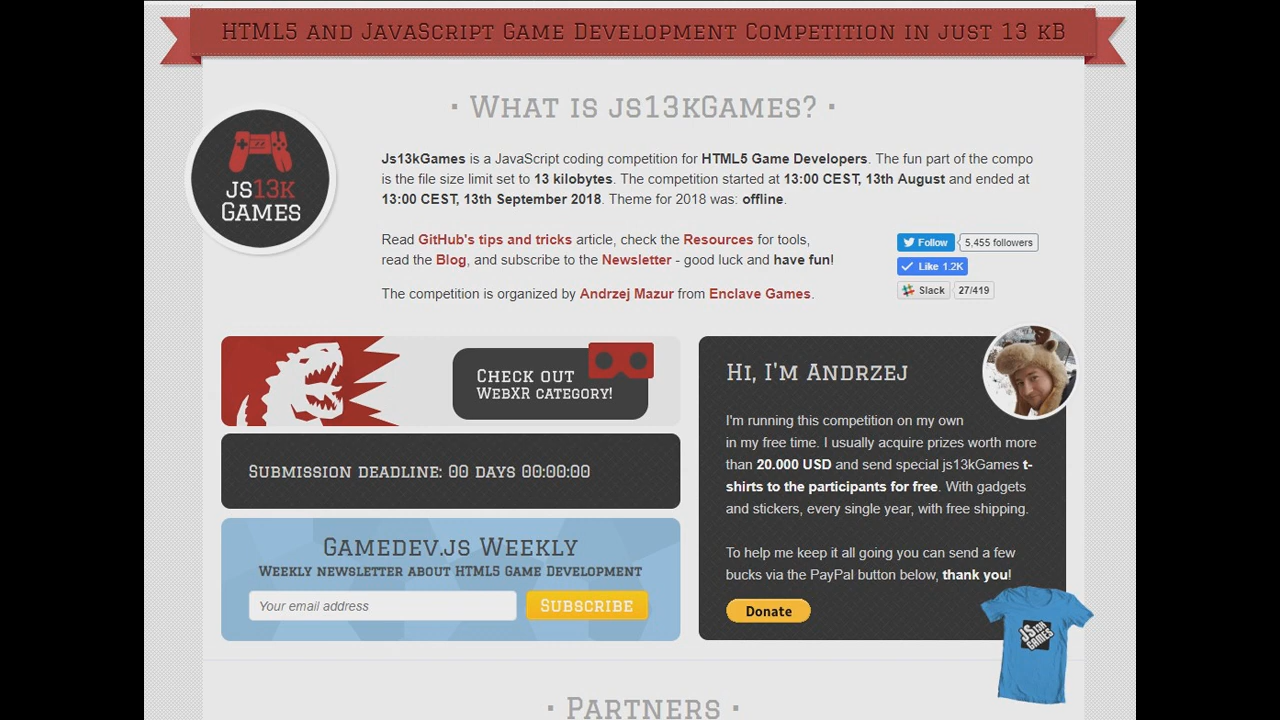 HTML5 and JavaScript Game Development Competition in just 13 kB
· What is js13kGames? ·
JS13K
GAMES
Js13kGames is a JavaScript coding competition for HTML5 Game Developers. The fun part of the compo
is the file size limit set to 13 kilobytes. The competition started at 13:00 CEST, 13th August and ended at
13:00 CEST, 13th September 2018. Theme for 2018 was: offline.
Read GitHub's tips and tricks article, check the Resources for tools,
read the Blog, and subscribe to the Newsletter - good luck and have fun!
The competition is organized by Andrzej Mazur from Enclave Games.
Follow 5,455 followers
Like 1.2K
Slack 27/419
Check out
WebXR category!
Submission deadline: 00 days 00:00:00
Gamedev.js Weekly
Weekly newsletter about HTML5 Game Development
Your email address
Subscribe
Hi, I'm Andrzej
I'm running this competition on my own
in my free time. I usually acquire prizes worth more
than 20.000 USD and send special js13kGames t-
shirts to the participants for free. With gadgets
and stickers, every single year, with free shipping.
To help me keep it all going you can send a few
bucks via the PayPal button below, thank you!
Donate
JS13K
GAMES
· Partners ·